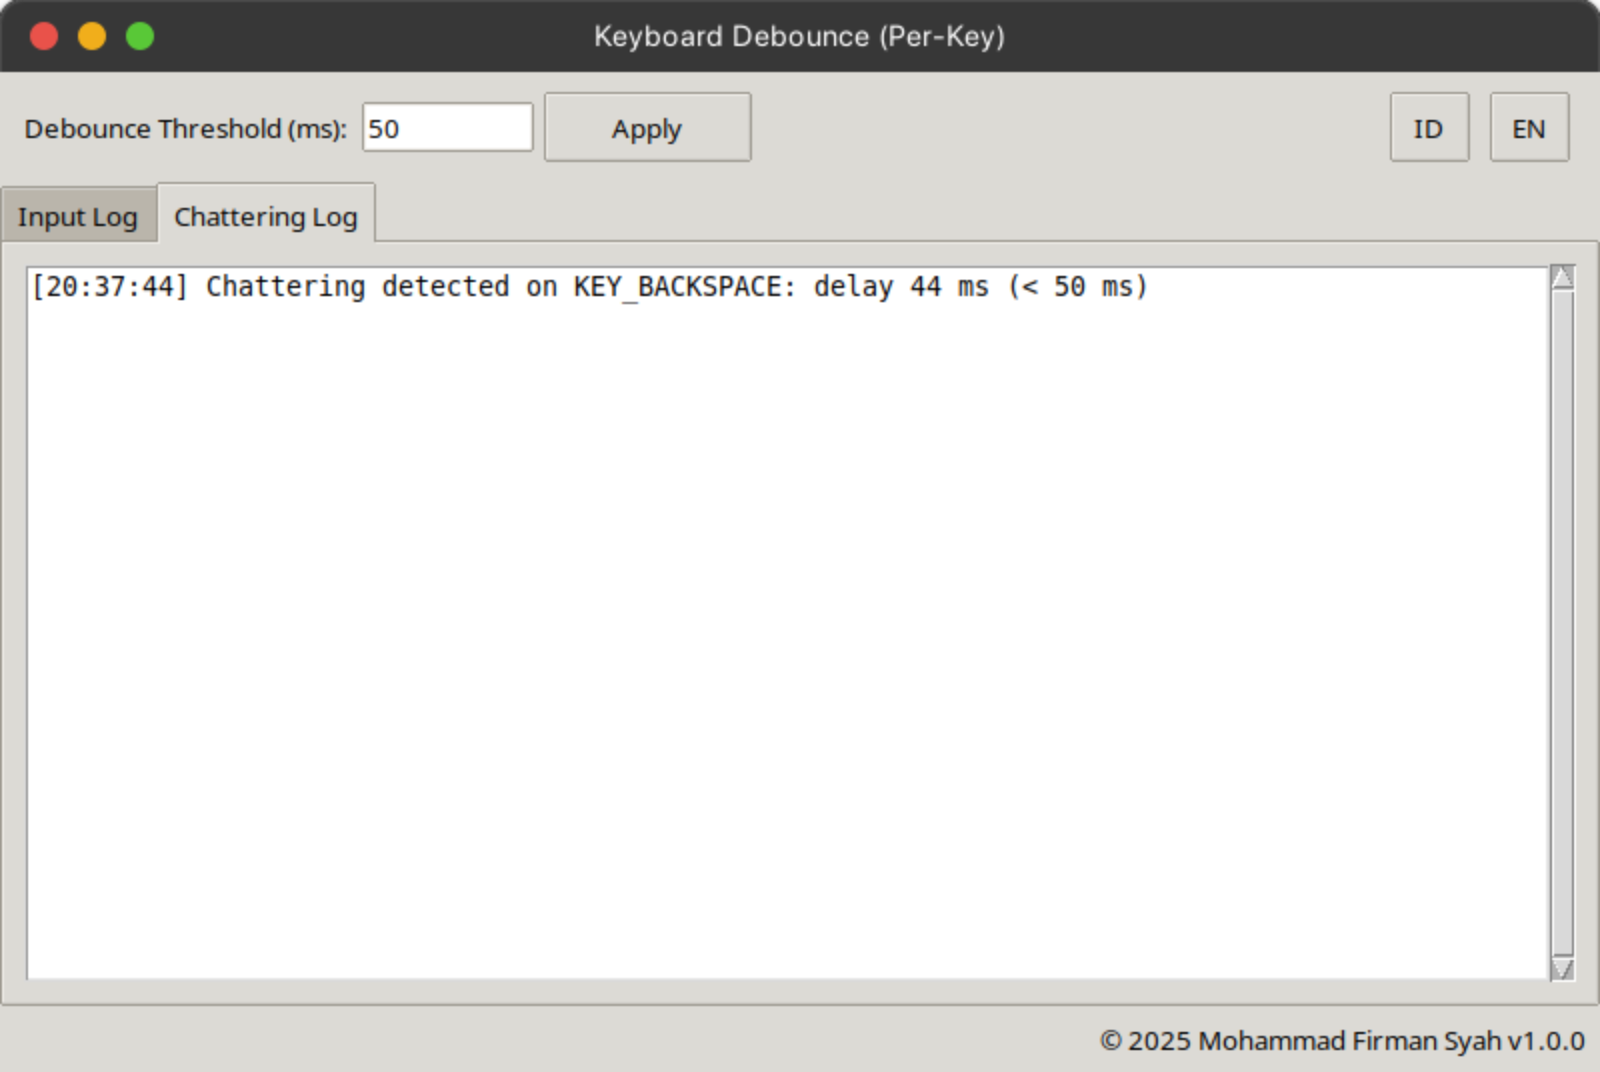 Keyboard Debounce (Per-Key)
Debounce Threshold (ms): 50 Apply ID EN
Input Log Chattering Log
[20:37:44] Chattering detected on KEY_BACKSPACE: delay 44 ms (< 50 ms)
© 2025 Mohammad Firman Syah v1.0.0